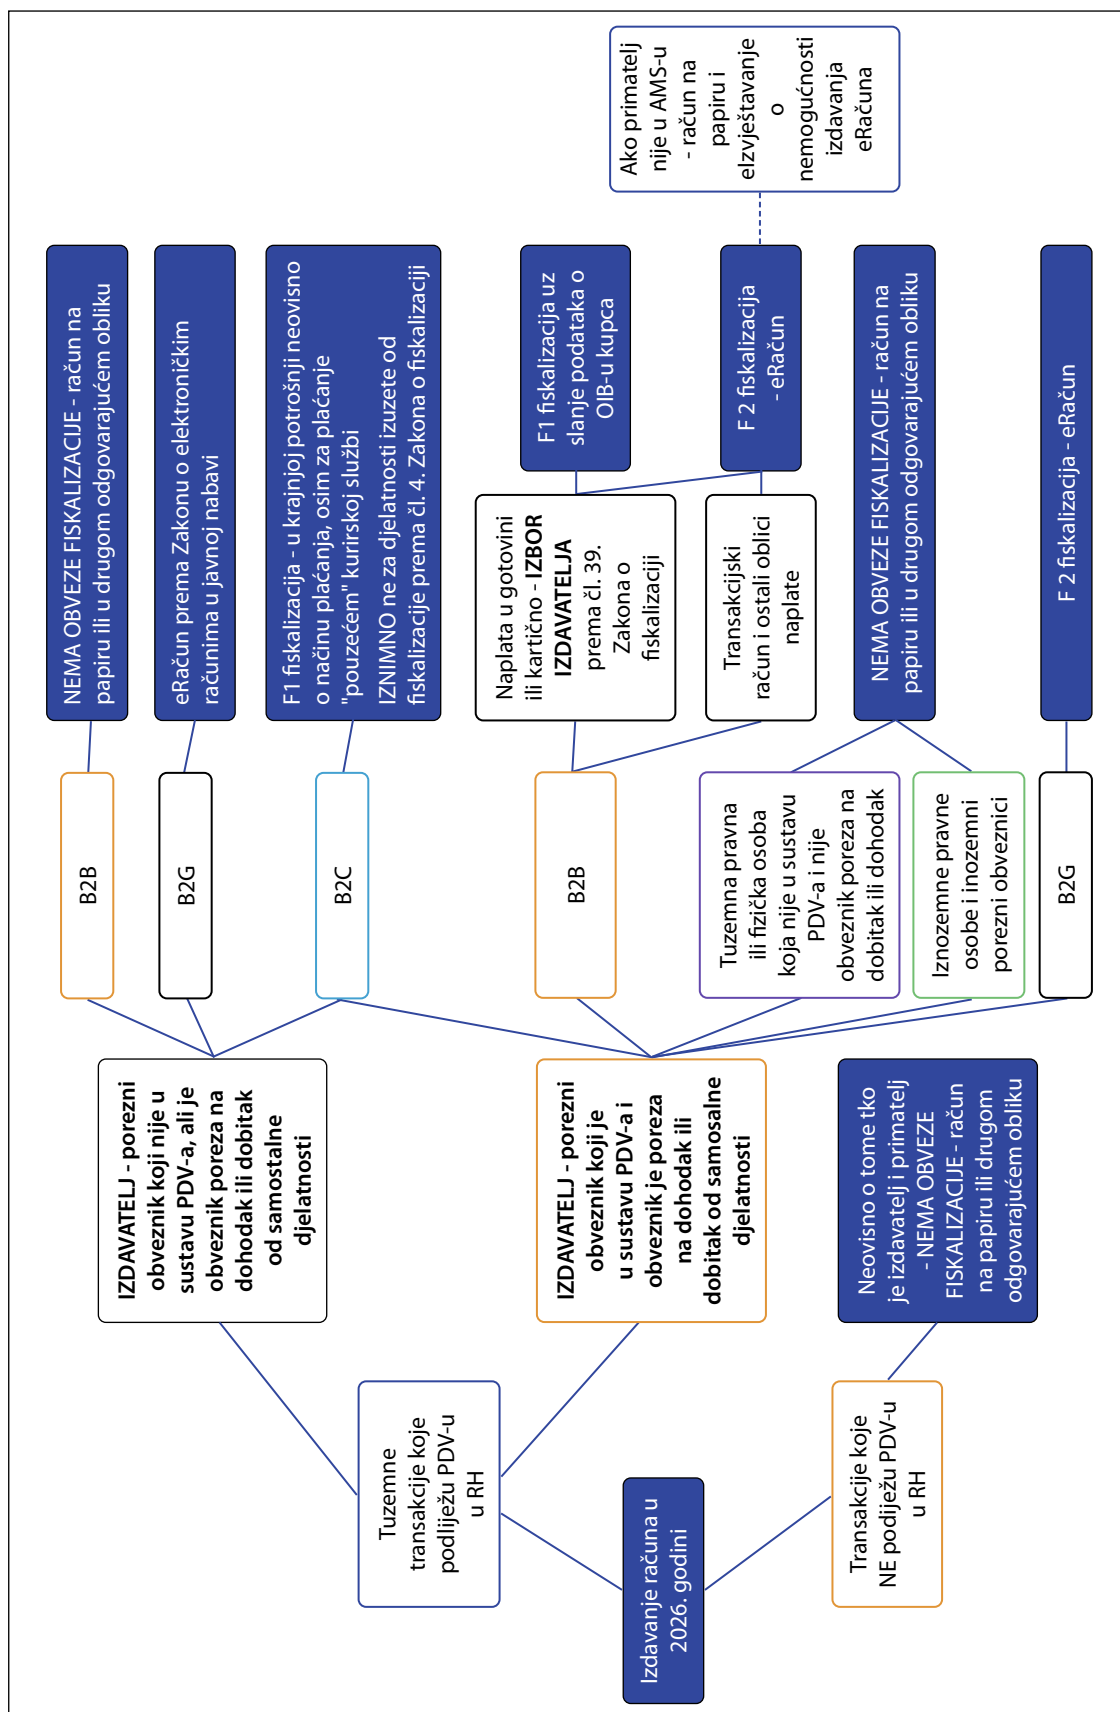 Izdavanje računa u
2026. godini
Tuzemne
transakcije koje
podliježu PDV-u
u RH
Transakcije koje
NE podiježu PDV-u
u RH
IZDAVATELJ - porezni
obveznik koji nije u
sustavu PDV-a, ali je
obveznik poreza na
dohodak ili dobitak
od samostalne
djelatnosti
IZDAVATELJ - porezni
obveznik koji je
u sustavu PDV-a i
obveznik je poreza
na dohodak ili
dobitak od samosalne
djelatnosti
Neovisno o tome tko
je izdavatelj i primatelj
- NEMA OBVEZE
FISKALIZACIJE - račun
na papiru ili drugom
odgovarajućem obliku
B2B
B2G
B2C
B2B
Tuzemna pravna
ili fizička osoba
koja nije u sustavu
PDV-a i nije
obveznik poreza na
dobitak ili dohodak
Iznozemne pravne
osobe i inozemni
porezni obveznici
B2G
NEMA OBVEZE FISKALIZACIJE - račun na
papiru ili u drugom odgovarajućem obliku
eRačun prema Zakonu o elektroničkim
računima u javnoj nabavi
F1 fiskalizacija - u krajnjoj potrošnji neovisno
o načinu plaćanja, osim za plaćanje
"pouzećem" kurirskoj službi
IZNIMNO ne za djelatnosti izuzete od
fiskalizacije prema čl. 4. Zakona o fiskalizaciji
Naplata u gotovini
ili kartično - IZBOR
IZDAVATELJA
prema čl. 39.
Zakona o
fiskalizaciji
Transakcijski
račun i ostali oblici
naplate
F1 fiskalizacija uz
slanje podataka o
OIB-u kupca
F 2 fiskalizacija
- eRačun
Ako primatelj
nije u AMS-u
- račun na
papiru i
eIzvještavanje
o
nemogućnosti
izdavanja
eRačuna
NEMA OBVEZE FISKALIZACIJE - račun na
papiru ili u drugom odgovarajućem obliku
F 2 fiskalizacija - eRačun